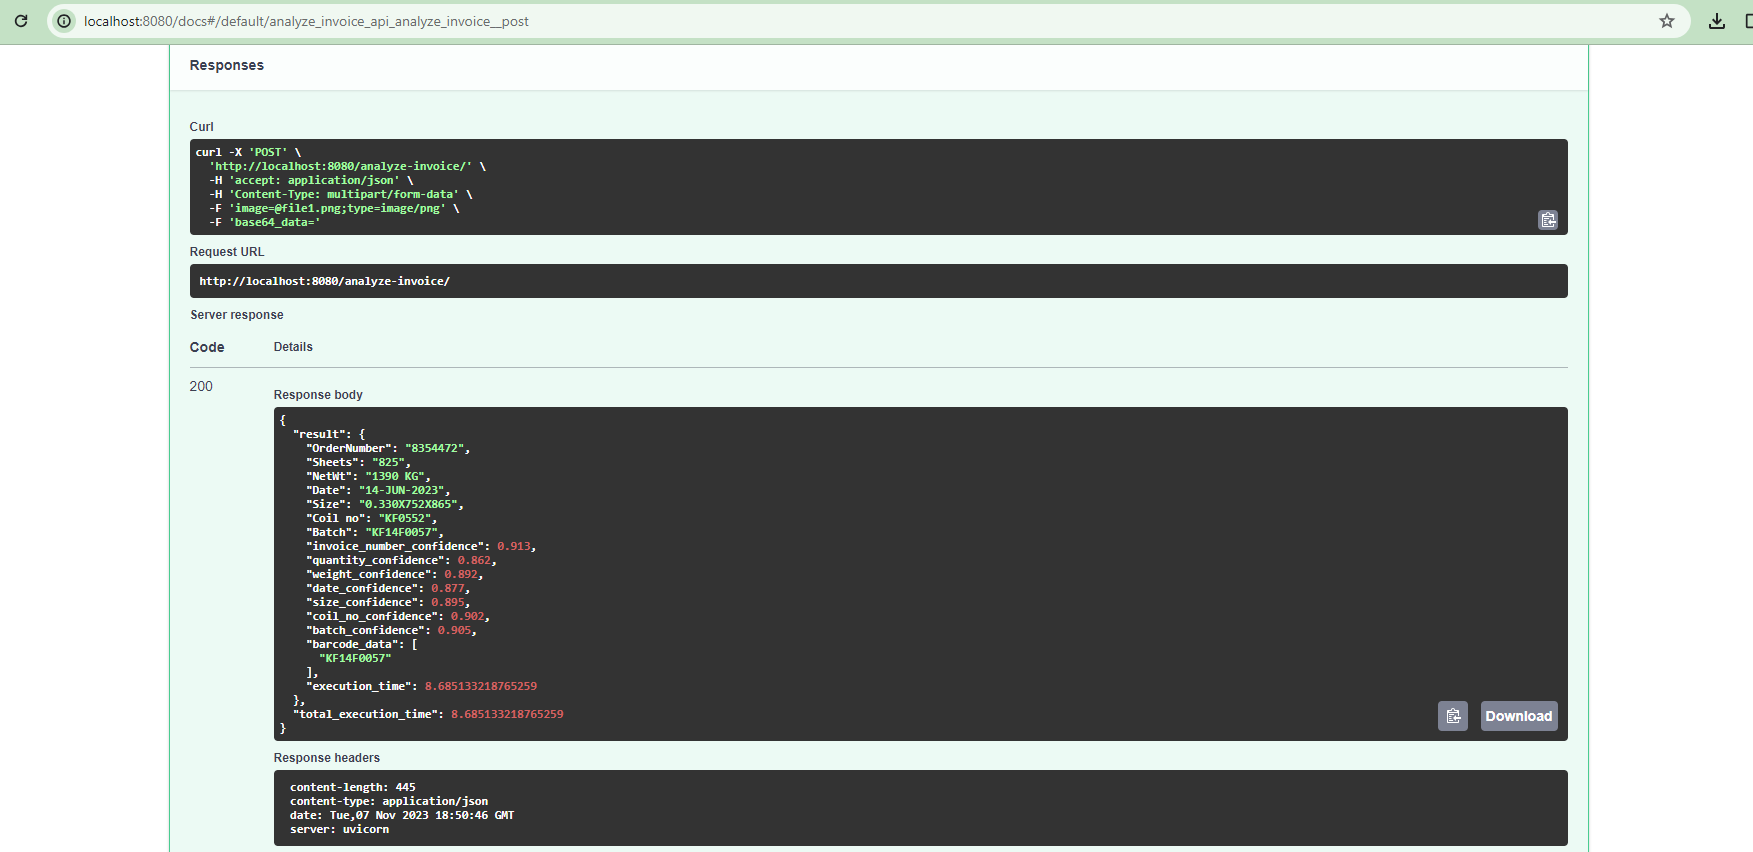 localhost:8080/docs#/default/analyze_invoice_api_analyze_invoice__post
Responses
Curl
curl -X 'POST' \
'http://localhost:8080/analyze-invoice/' \
-H 'accept: application/json' \
-H 'Content-Type: multipart/form-data' \
-F 'image=@file1.png;type=image/png' \
-F 'base64_data='
Request URL
http://localhost:8080/analyze-invoice/
Server response
Code Details
200
Response body
{
"result": {
"OrderNumber": "8354472",
"Sheets": "825",
"NetWt": "1390 KG",
"Date": "14-JUN-2023",
"Size": "0.330X752X865",
"Coil no": "KF0552",
"Batch": "KF14F0057",
"invoice_number_confidence": 0.913,
"quantity_confidence": 0.862,
"weight_confidence": 0.892,
"date_confidence": 0.877,
"size_confidence": 0.895,
"coil_no_confidence": 0.902,
"batch_confidence": 0.905,
"barcode_data": [
"KF14F0057"
],
"execution_time": 8.685133218765259
},
"total_execution_time": 8.685133218765259
}
Download
Response headers
content-length: 445
content-type: application/json
date: Tue,07 Nov 2023 18:50:46 GMT
server: uvicorn